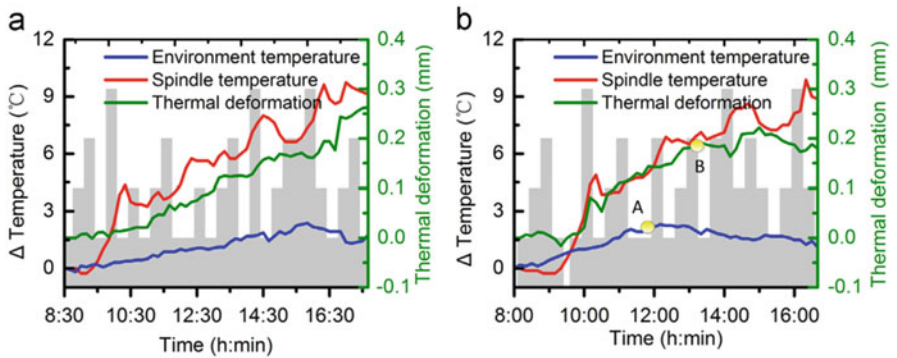 a
12
9
6
3
0
Δ Temperature (℃)
Environment temperature
Spindle temperature
Thermal deformation
0.4
0.3
0.2
0.1
0.0
-0.1
Thermal deformation (mm)
8:30 10:30 12:30 14:30 16:30
Time (h:min)
b
12
9
6
3
0
Δ Temperature (℃)
Environment temperature
Spindle temperature
Thermal deformation
A
B
0.4
0.3
0.2
0.1
0.0
-0.1
Thermal deformation (mm)
8:00 10:00 12:00 14:00 16:00
Time (h:min)